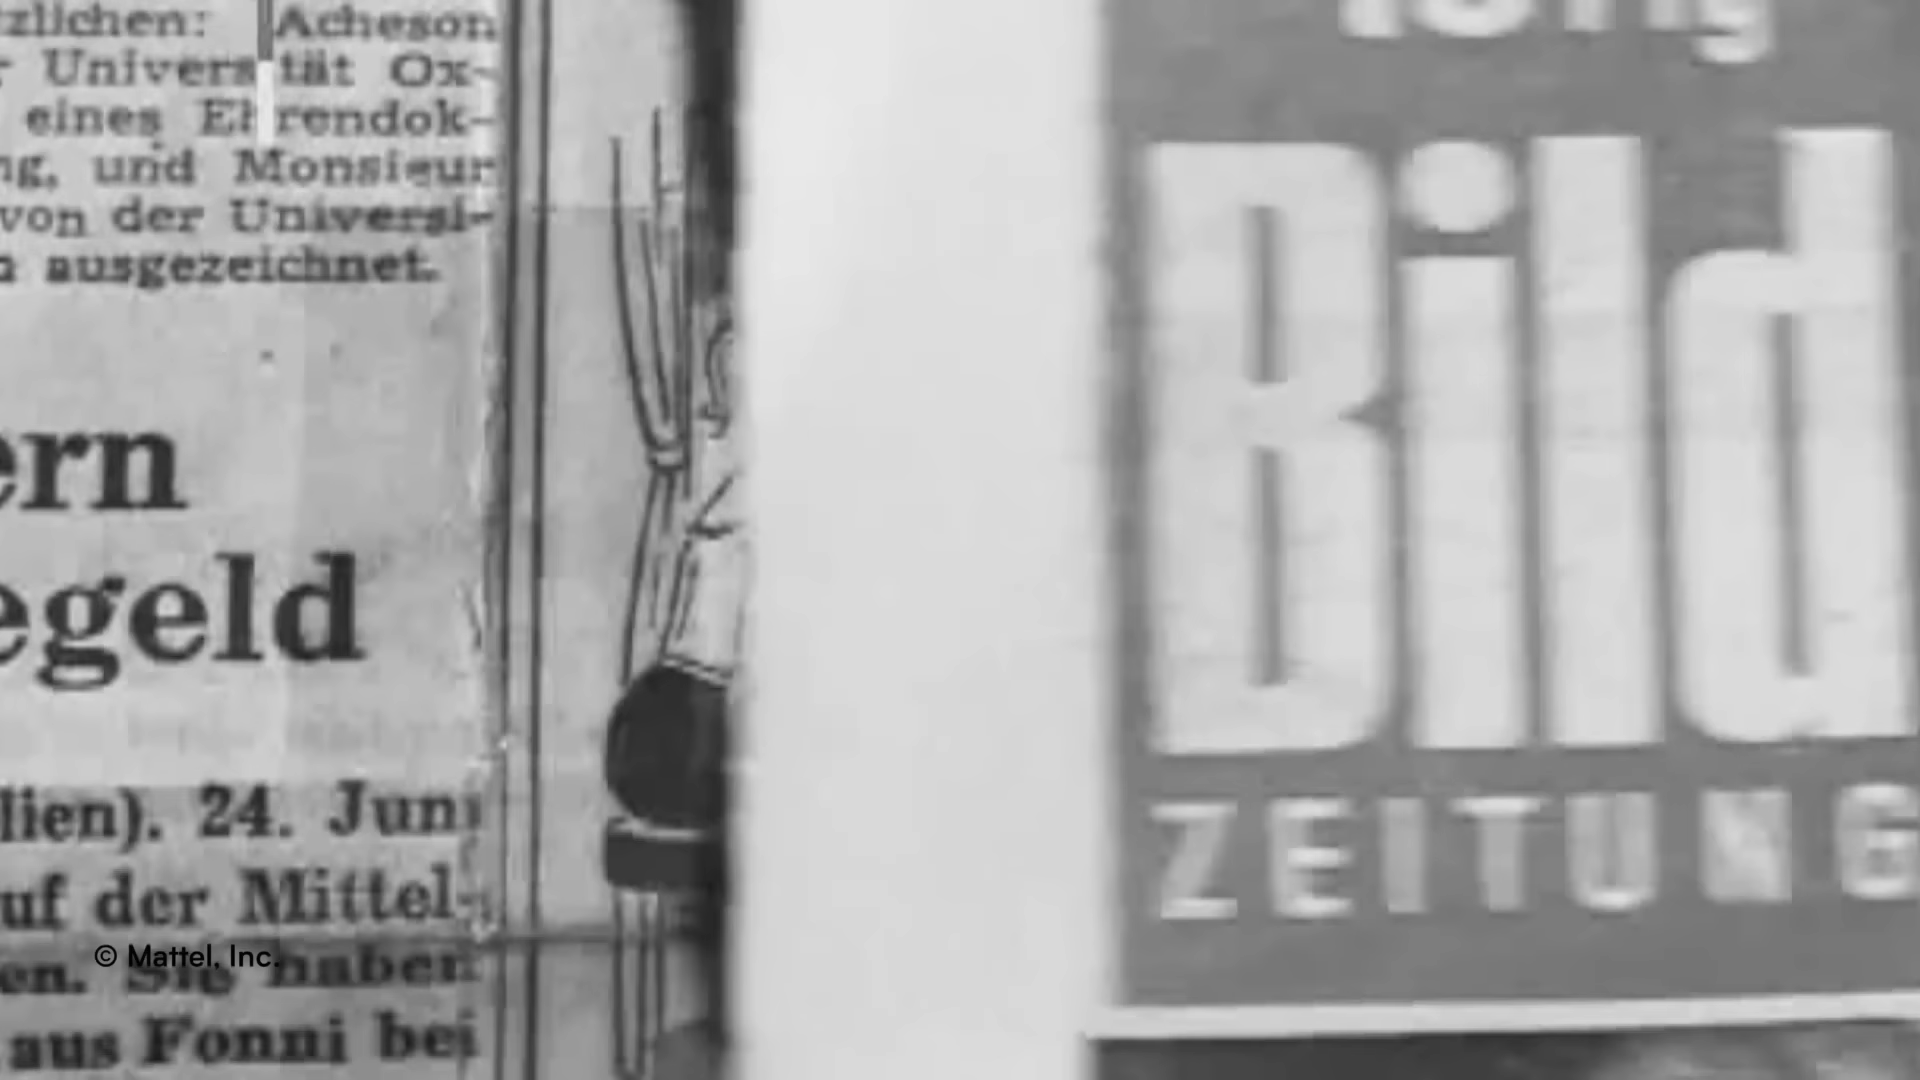 zlichen: Acheson
Universität Ox-
eines Ehrendok-
ng, und Monsieur
von der Universi-
ausgezeichnet.
ern
egeld
lien). 24. Juni
uf der Mittel-
© Mattel, Inc.
en. Sie haben
aus Fonni bei
Bild
ZEITUNG